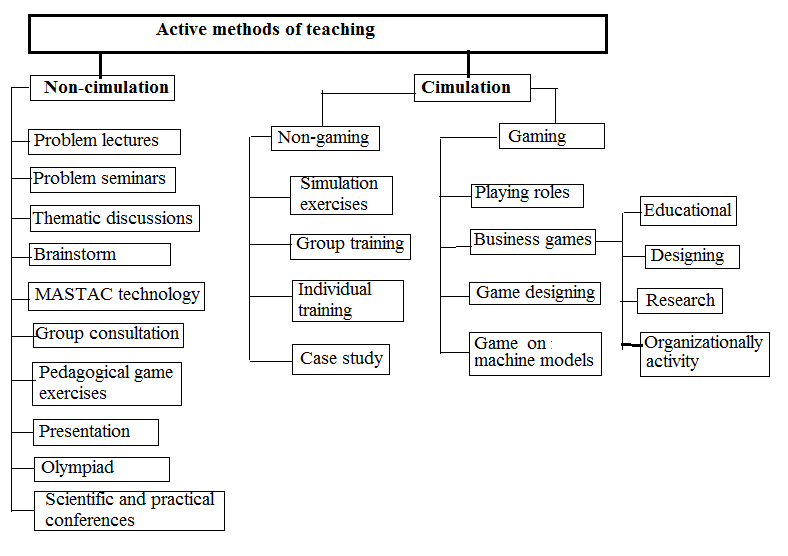 Active methods of teaching
Non-cimulation
Problem lectures
Problem seminars
Thematic discussions
Brainstorm
MASTAC technology
Group consultation
Pedagogical game
exercises
Presentation
Olympiad
Scientific and practical
conferences
Cimulation
Non-gaming
Simulation
exercises
Group training
Individual
training
Case study
Gaming
Playing roles
Business games
Game designing
Game on :
machine models
Educational
Designing
Research
Organizationally
activity